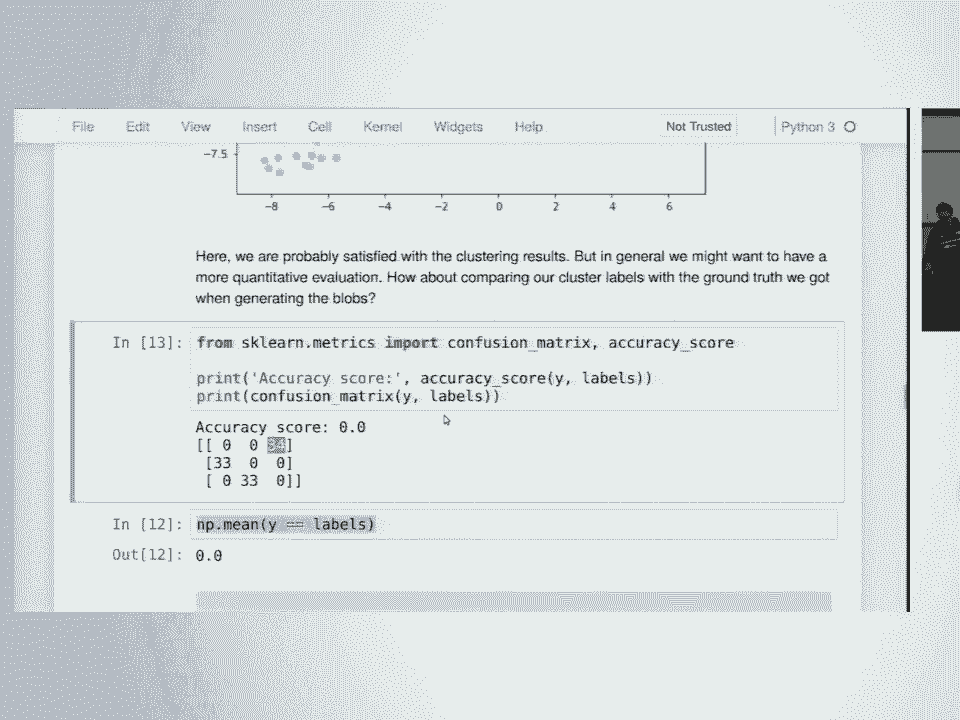 File Edit View Insert Cell Kernel Widgets Help Not Trusted Python 3
−7.5
−8 −6 −4 −2 0 2 4 6
Here, we are probably satisfied with the clustering results. But in general we might want to have a
more quantitative evaluation. How about comparing our cluster labels with the ground truth we got
when generating the blobs?
In [13]: from sklearn.metrics import confusion_matrix, accuracy_score
print('Accuracy score:', accuracy_score(y, labels))
print(confusion_matrix(y, labels))
Accuracy score: 0.0
[[ 0 0 34]
[33 0 0]
[ 0 33 0]]
In [12]: np.mean(y == labels)
Out[12]: 0.0